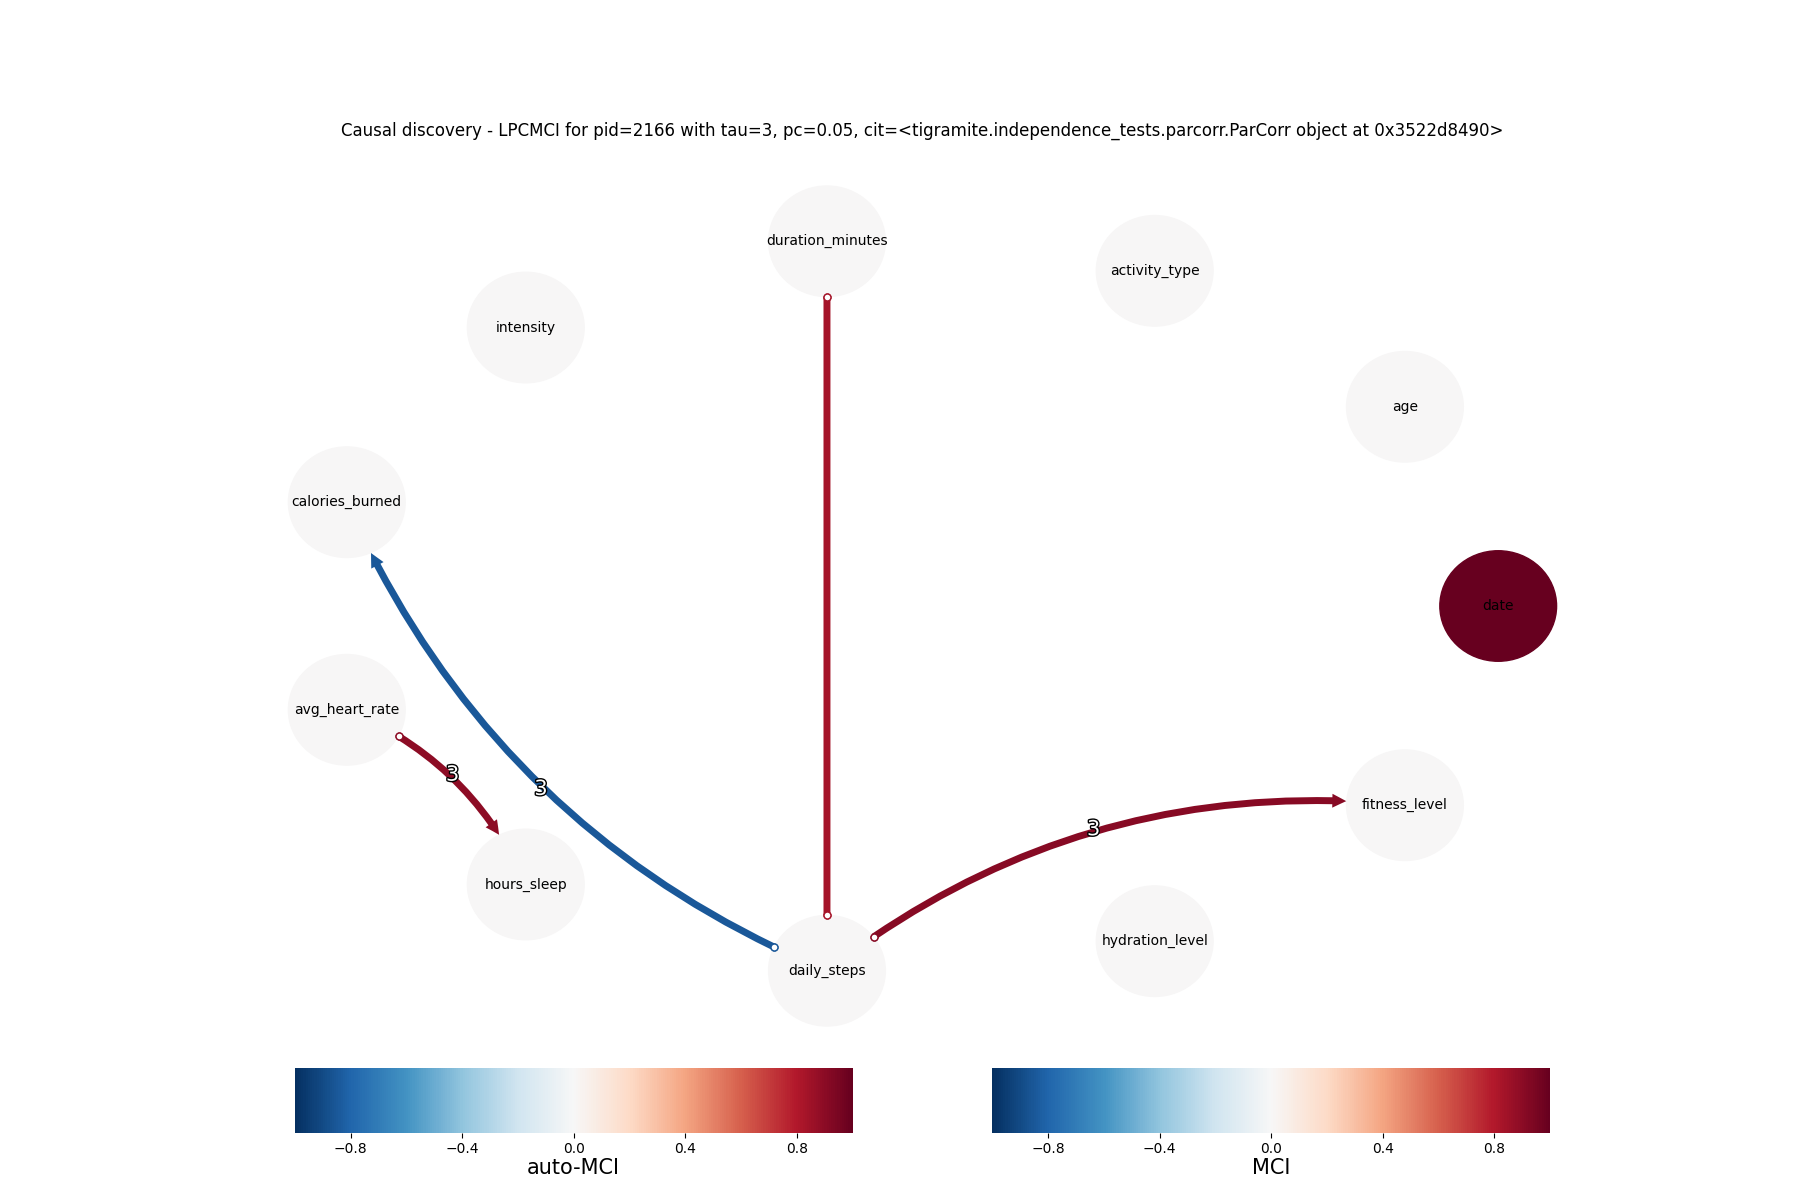 Causal discovery - LPCMCI for pid=2166 with tau=3, pc=0.05, cit=<tigramite.independence_tests.parcorr.ParCorr object at 0x3522d8490>
duration_minutes
activity_type
intensity
age
calories_burned
date
avg_heart_rate
3
3
fitness_level
3
hours_sleep
hydration_level
daily_steps
−0.8 −0.4 0.0 0.4 0.8
auto-MCI
−0.8 −0.4 0.0 0.4 0.8
MCI